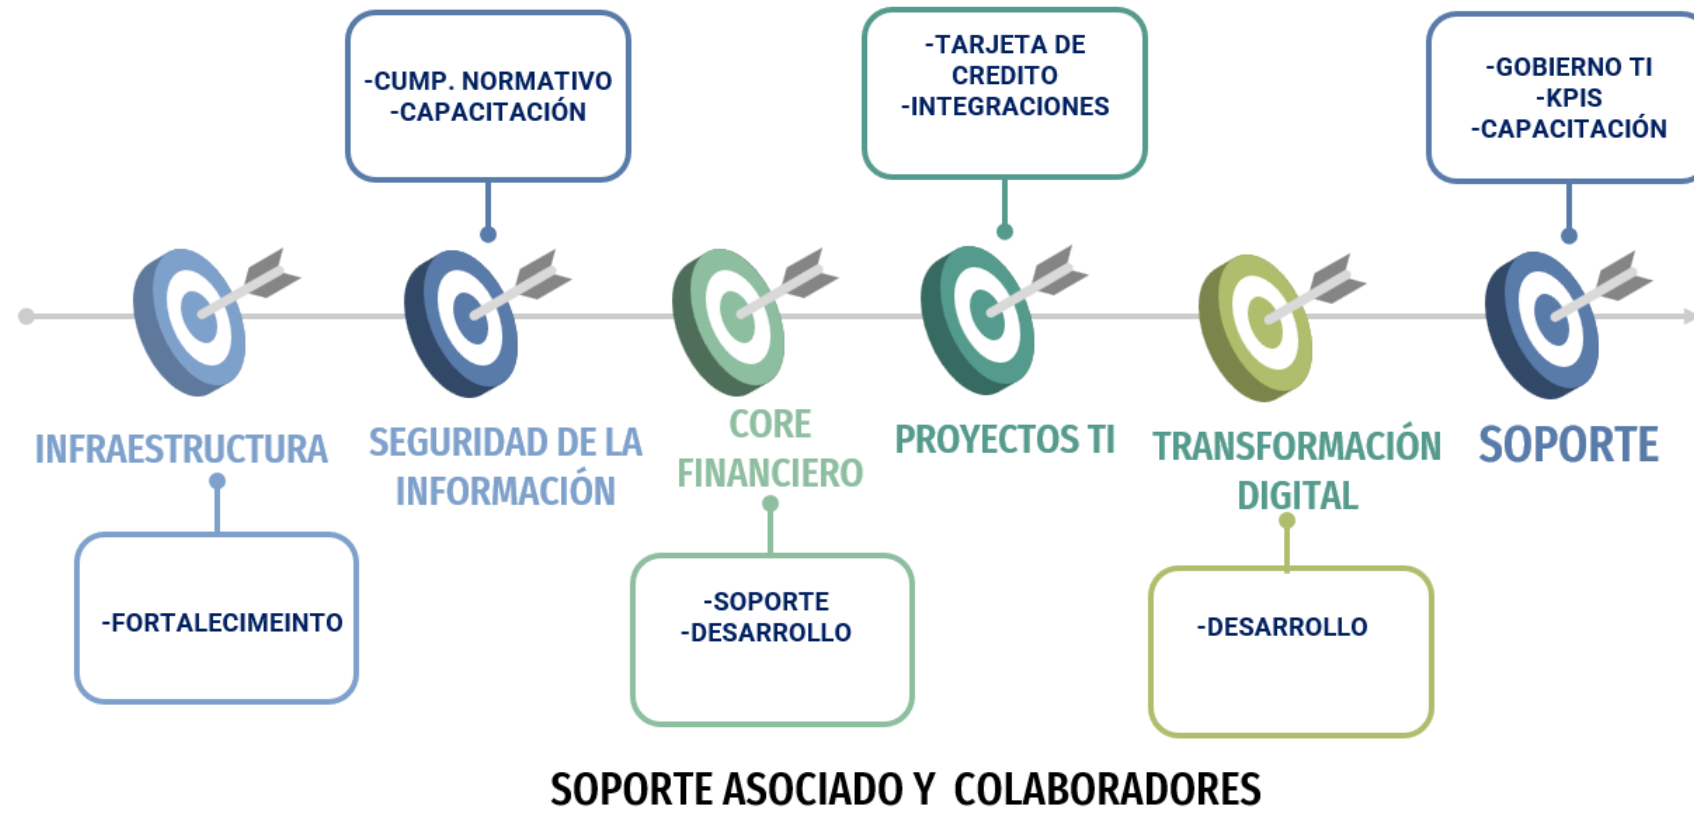 -CUMP. NORMATIVO
-CAPACITACIÓN
-TARJETA DE
CREDITO
-INTEGRACIONES
-GOBIERNO TI
-KPIS
-CAPACITACIÓN
INFRAESTRUCTURA
SEGURIDAD DE LA
INFORMACIÓN
CORE
FINANCIERO
PROYECTOS TI
TRANSFORMACIÓN
DIGITAL
SOPORTE
-FORTALECIMEINTO
-SOPORTE
-DESARROLLO
-DESARROLLO
SOPORTE ASOCIADO Y  COLABORADORES